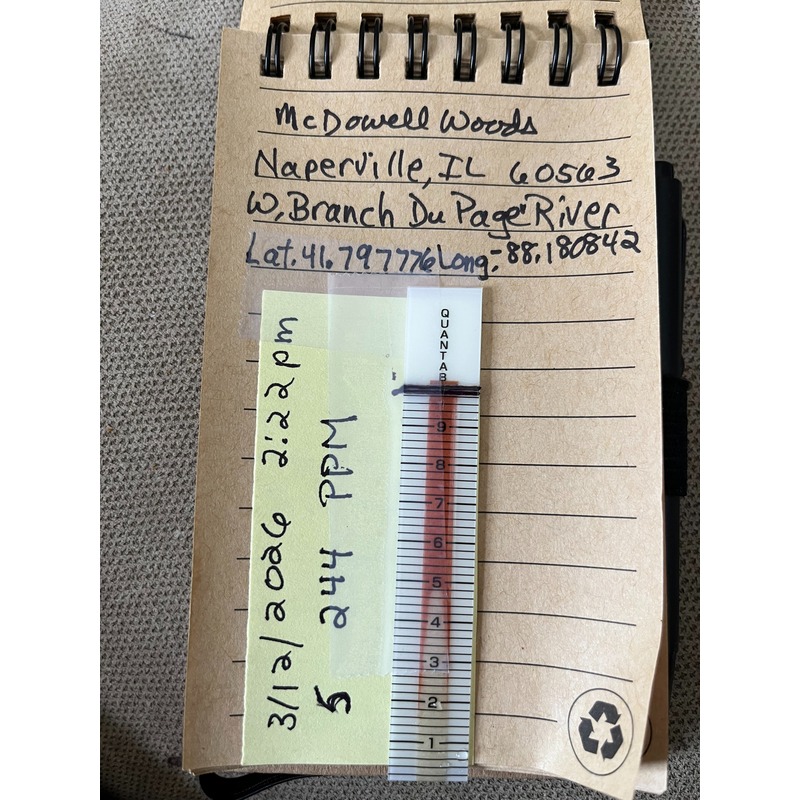 McDowell Woods
Naperville, IL 60563
W. Branch Du Page River
Lat. 41.797776 Long: -88.180842
QUANTAB
9
8
7
6
5
4
3
2
1
3/12/2026 2:22pm
5 244 PPM